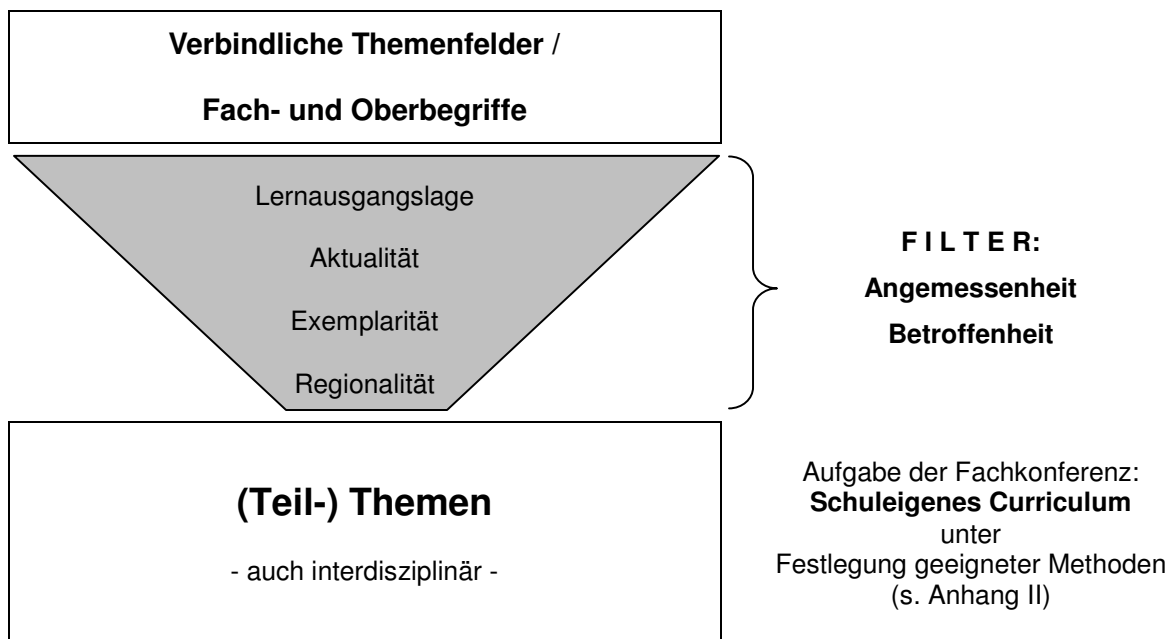 Verbindliche Themenfelder /
Fach- und Oberbegriffe
Lernausgangslage
Aktualität
Exemplarität
Regionalität
F I L T E R:
Angemessenheit
Betroffenheit
(Teil-) Themen
- auch interdisziplinär -
Aufgabe der Fachkonferenz:
Schuleigenes Curriculum
unter
Festlegung geeigneter Methoden
(s. Anhang II)